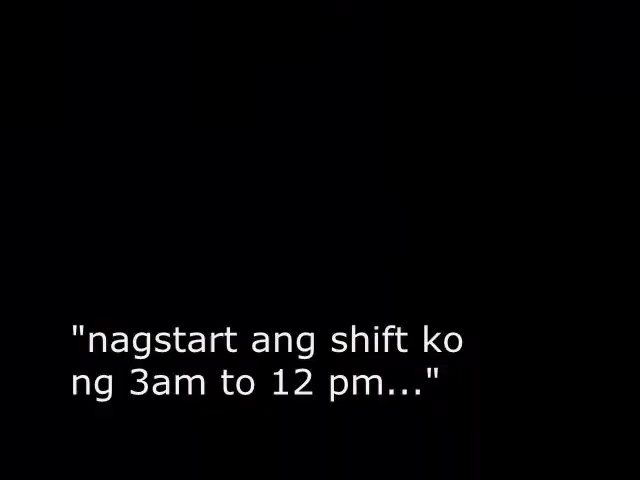 "nagstart ang shift ko
ng 3am to 12 pm..."